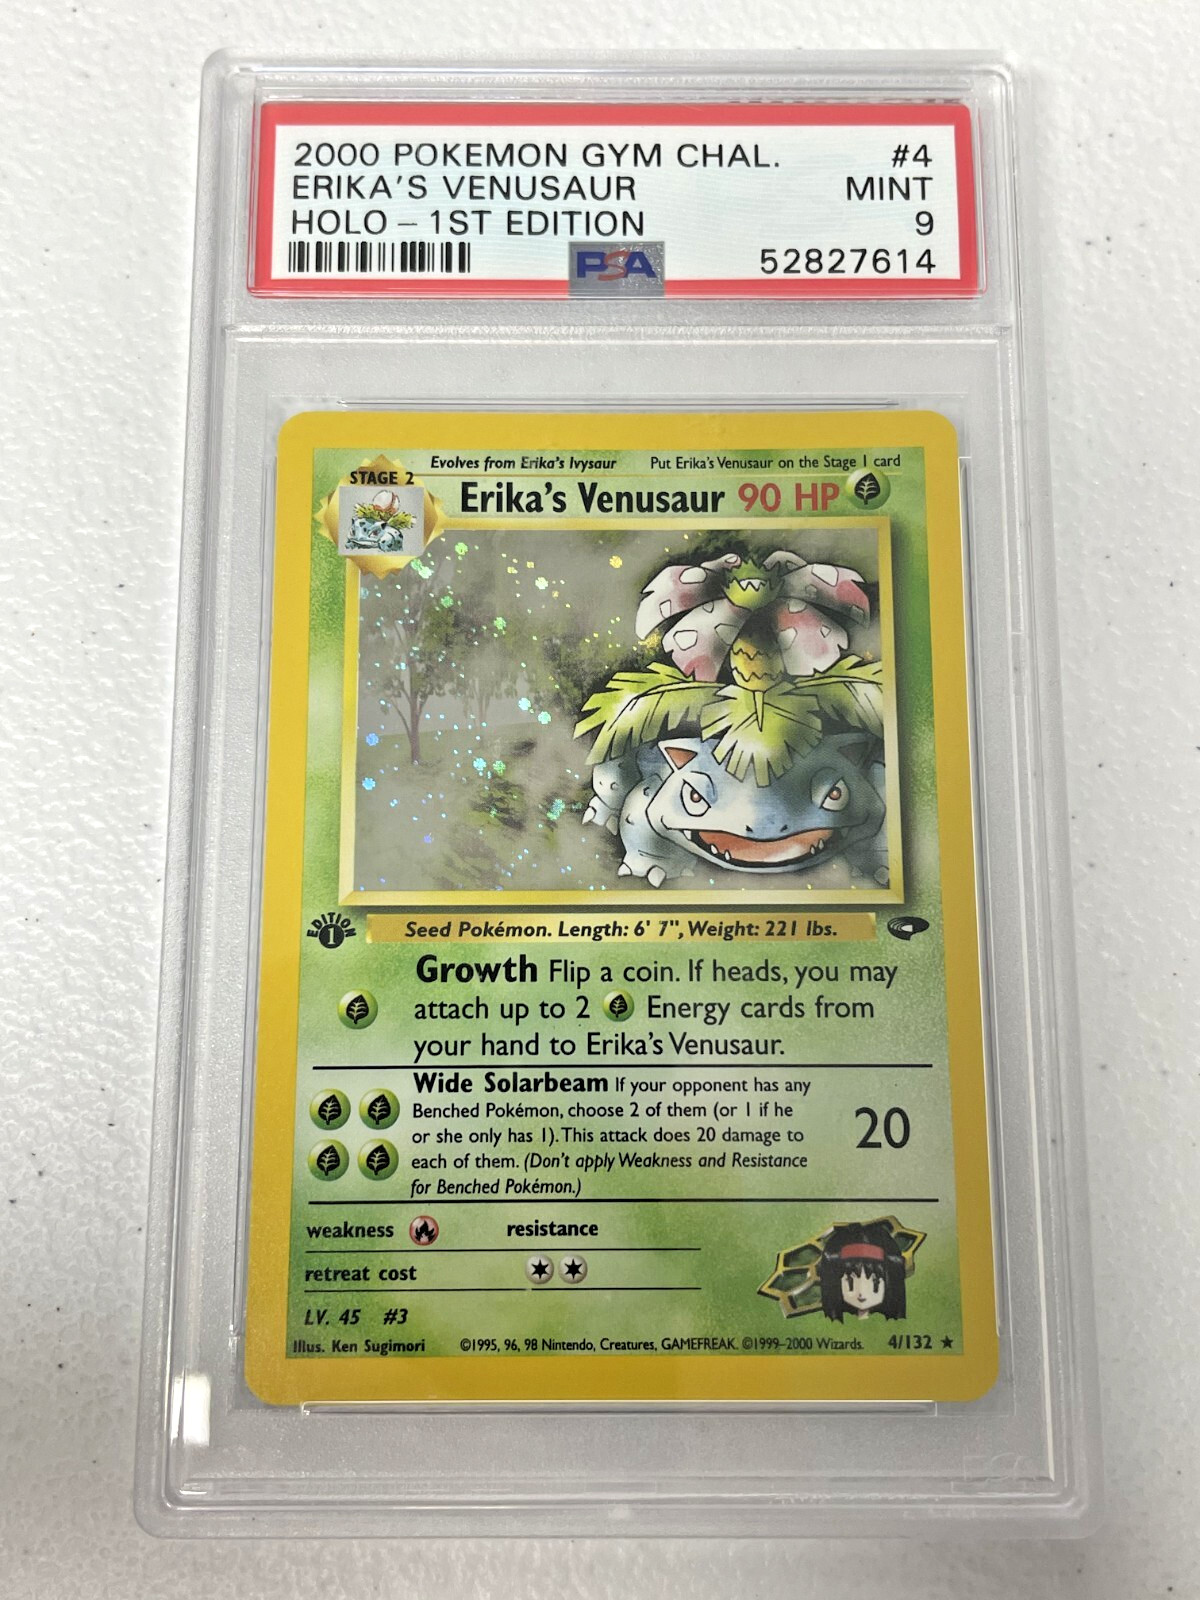 2000 POKEMON GYM CHAL. #4
ERIKA'S VENUSAUR MINT
HOLO - 1ST EDITION 9
PSA 52827614
Evolves from Erika's Ivysaur Put Erika's Venusaur on the Stage 1 card
STAGE 2
Erika's Venusaur 90 HP
EDITION
1
Seed Pokémon. Length: 6' 7", Weight: 221 lbs.
Growth Flip a coin. If heads, you may
attach up to 2 Energy cards from
your hand to Erika's Venusaur.
Wide Solarbeam If your opponent has any
Benched Pokémon, choose 2 of them (or 1 if he
or she only has 1). This attack does 20 damage to
each of them. (Don't apply Weakness and Resistance
for Benched Pokémon.)
20
weakness resistance
retreat cost
LV. 45 #3
Illus. Ken Sugimori ©1995, 96, 98 Nintendo, Creatures, GAMEFREAK. ©1999-2000 Wizards. 4/132 ★